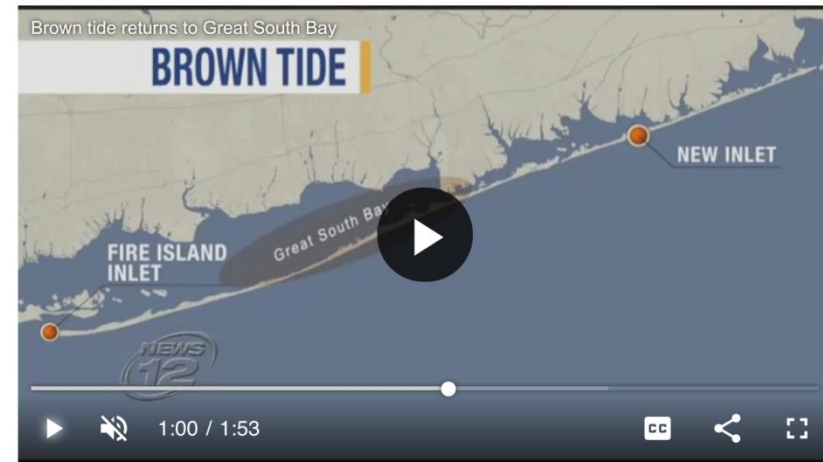 Brown tide returns to Great South Bay
BROWN TIDE
NEW INLET
Great South Bay
FIRE ISLAND
INLET
NEWS
12
1:00 / 1:53
CC